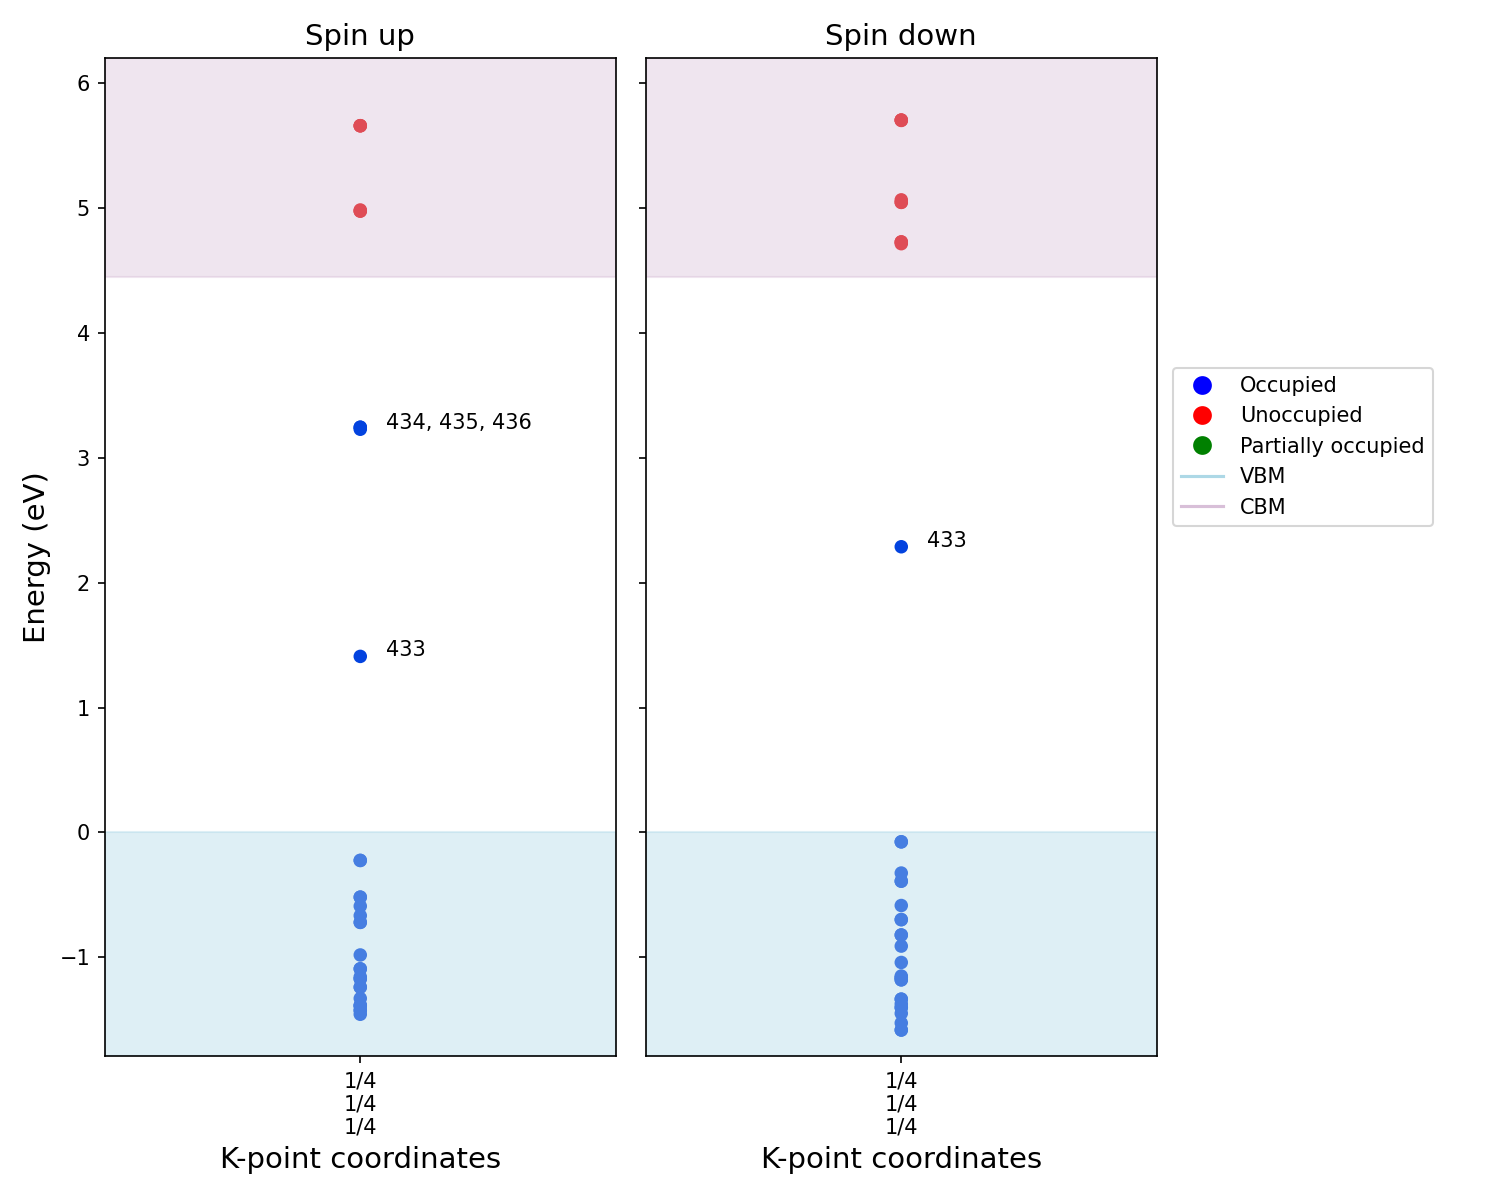 Spin up
Spin down
Energy (eV)
6
5
4
3
2
1
0
−1
434, 435, 436
433
433
1/4
1/4
1/4
K-point coordinates
1/4
1/4
1/4
K-point coordinates
Occupied
Unoccupied
Partially occupied
VBM
CBM